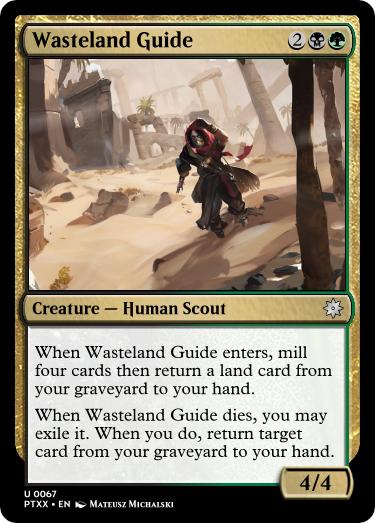 Wasteland Guide 2
Creature — Human Scout
When Wasteland Guide enters, mill
four cards then return a land card from
your graveyard to your hand.
When Wasteland Guide dies, you may
exile it. When you do, return target
card from your graveyard to your hand.
4/4
U 0067
PTXX • EN Mateusz Michalski